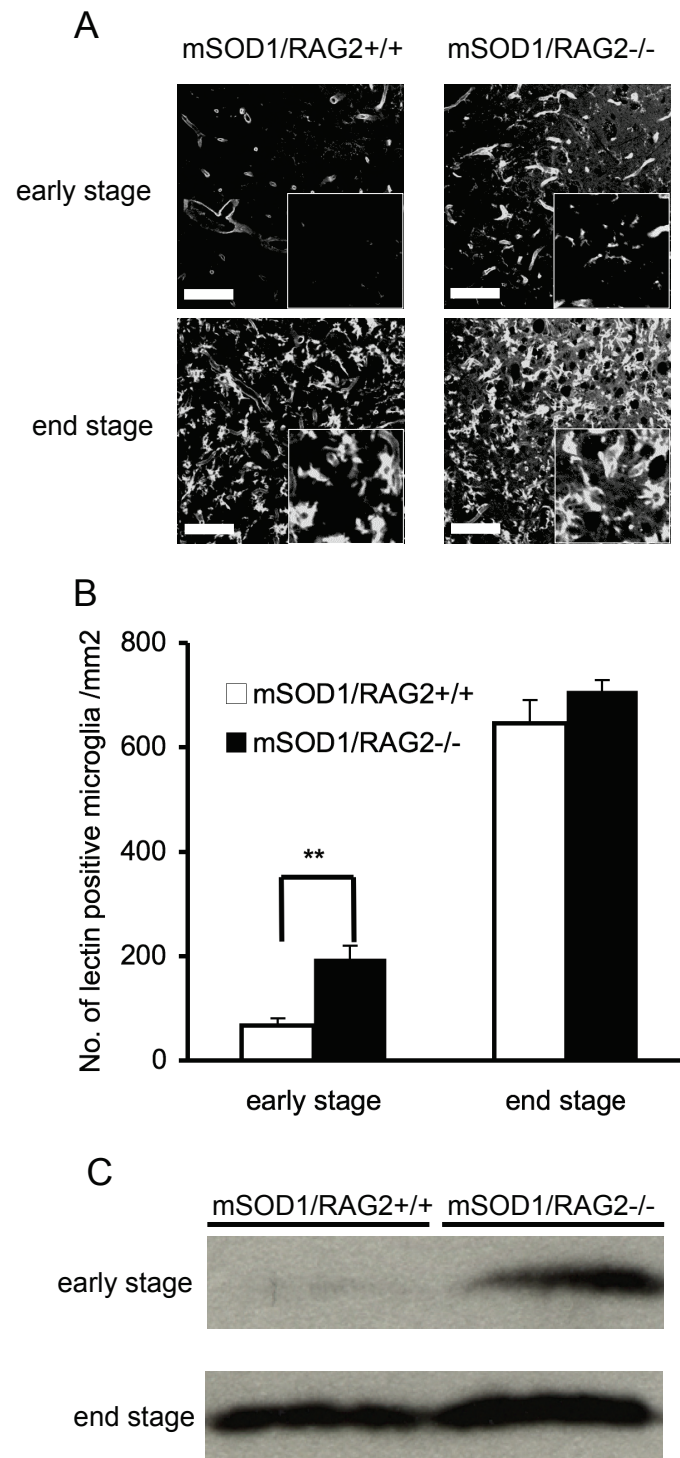 A
mSOD1/RAG2+/+ mSOD1/RAG2-/-
early stage
end stage
B
No. of lectin positive microglia /mm2
800
600
400
200
0
mSOD1/RAG2+/+
mSOD1/RAG2-/-
**
early stage end stage
C
mSOD1/RAG2+/+ mSOD1/RAG2-/-
early stage
end stage